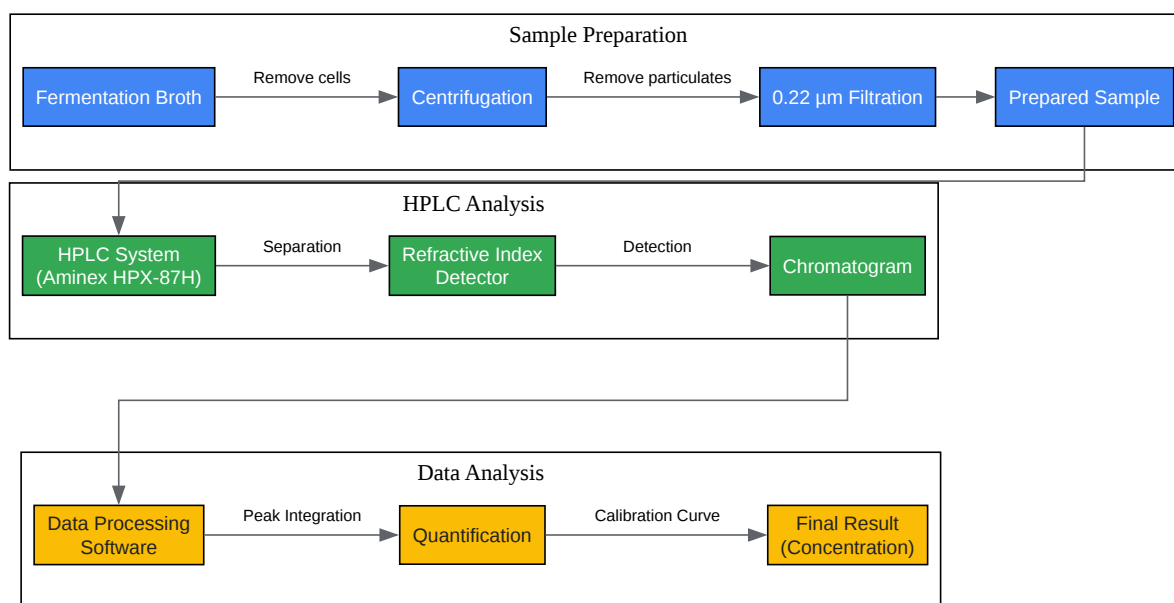 Sample Preparation
Remove cells
Remove particulates
Fermentation Broth
Centrifugation
0.22 µm Filtration
Prepared Sample
HPLC Analysis
HPLC System
(Aminex HPX-87H)
Separation
Refractive Index
Detector
Detection
Chromatogram
Data Analysis
Data Processing
Software
Peak Integration
Quantification
Calibration Curve
Final Result
(Concentration)